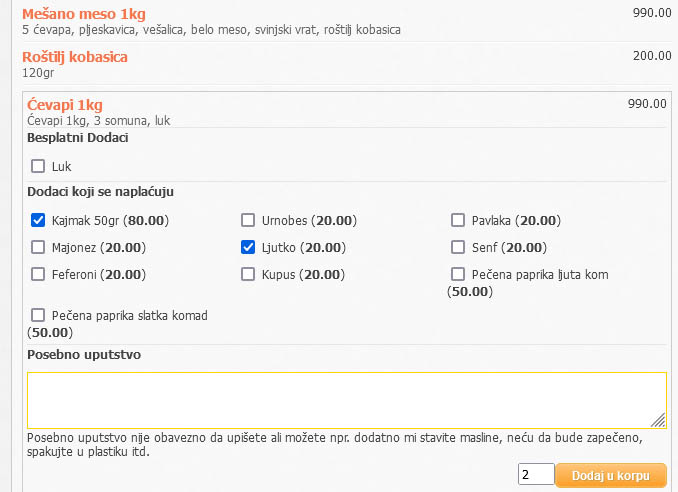 Mešano meso 1kg 990.00
5 ćevapa, pljeskavica, vešalica, belo meso, svinjski vrat, roštilj kobasica
Roštilj kobasica 200.00
120gr
Ćevapi 1kg 990.00
Ćevapi 1kg, 3 somuna, luk
Besplatni Dodaci
Luk
Dodaci koji se naplaćuju
Kajmak 50gr (80.00) Urnobes (20.00) Pavlaka (20.00)
Majonez (20.00) Ljutko (20.00) Senf (20.00)
Feferoni (20.00) Kupus (20.00) Pečena paprika ljuta kom
(50.00)
Pečena paprika slatka komad
(50.00)
Posebno uputstvo
Posebno uputstvo nije obavezno da upišete ali možete npr. dodatno mi stavite masline, neću da bude zapečeno,
spakujte u plastiku itd.
2 Dodaj u korpu